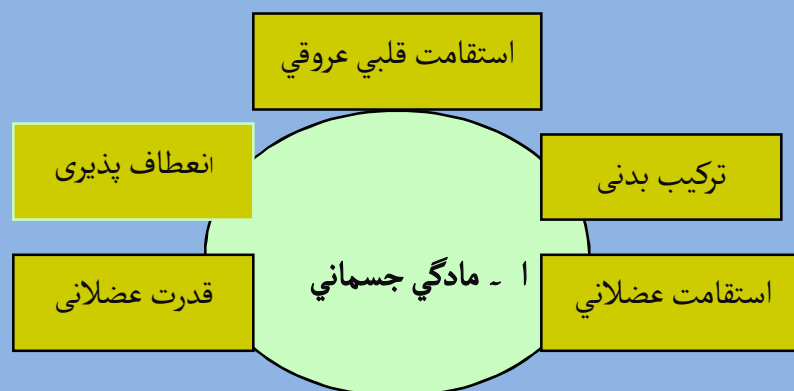 استقامت قلبي عروقي
ترکیب بدنی
انعطاف پذیری
ا - مادگي جسماني
استقامت عضلاني
قدرت عضلانی